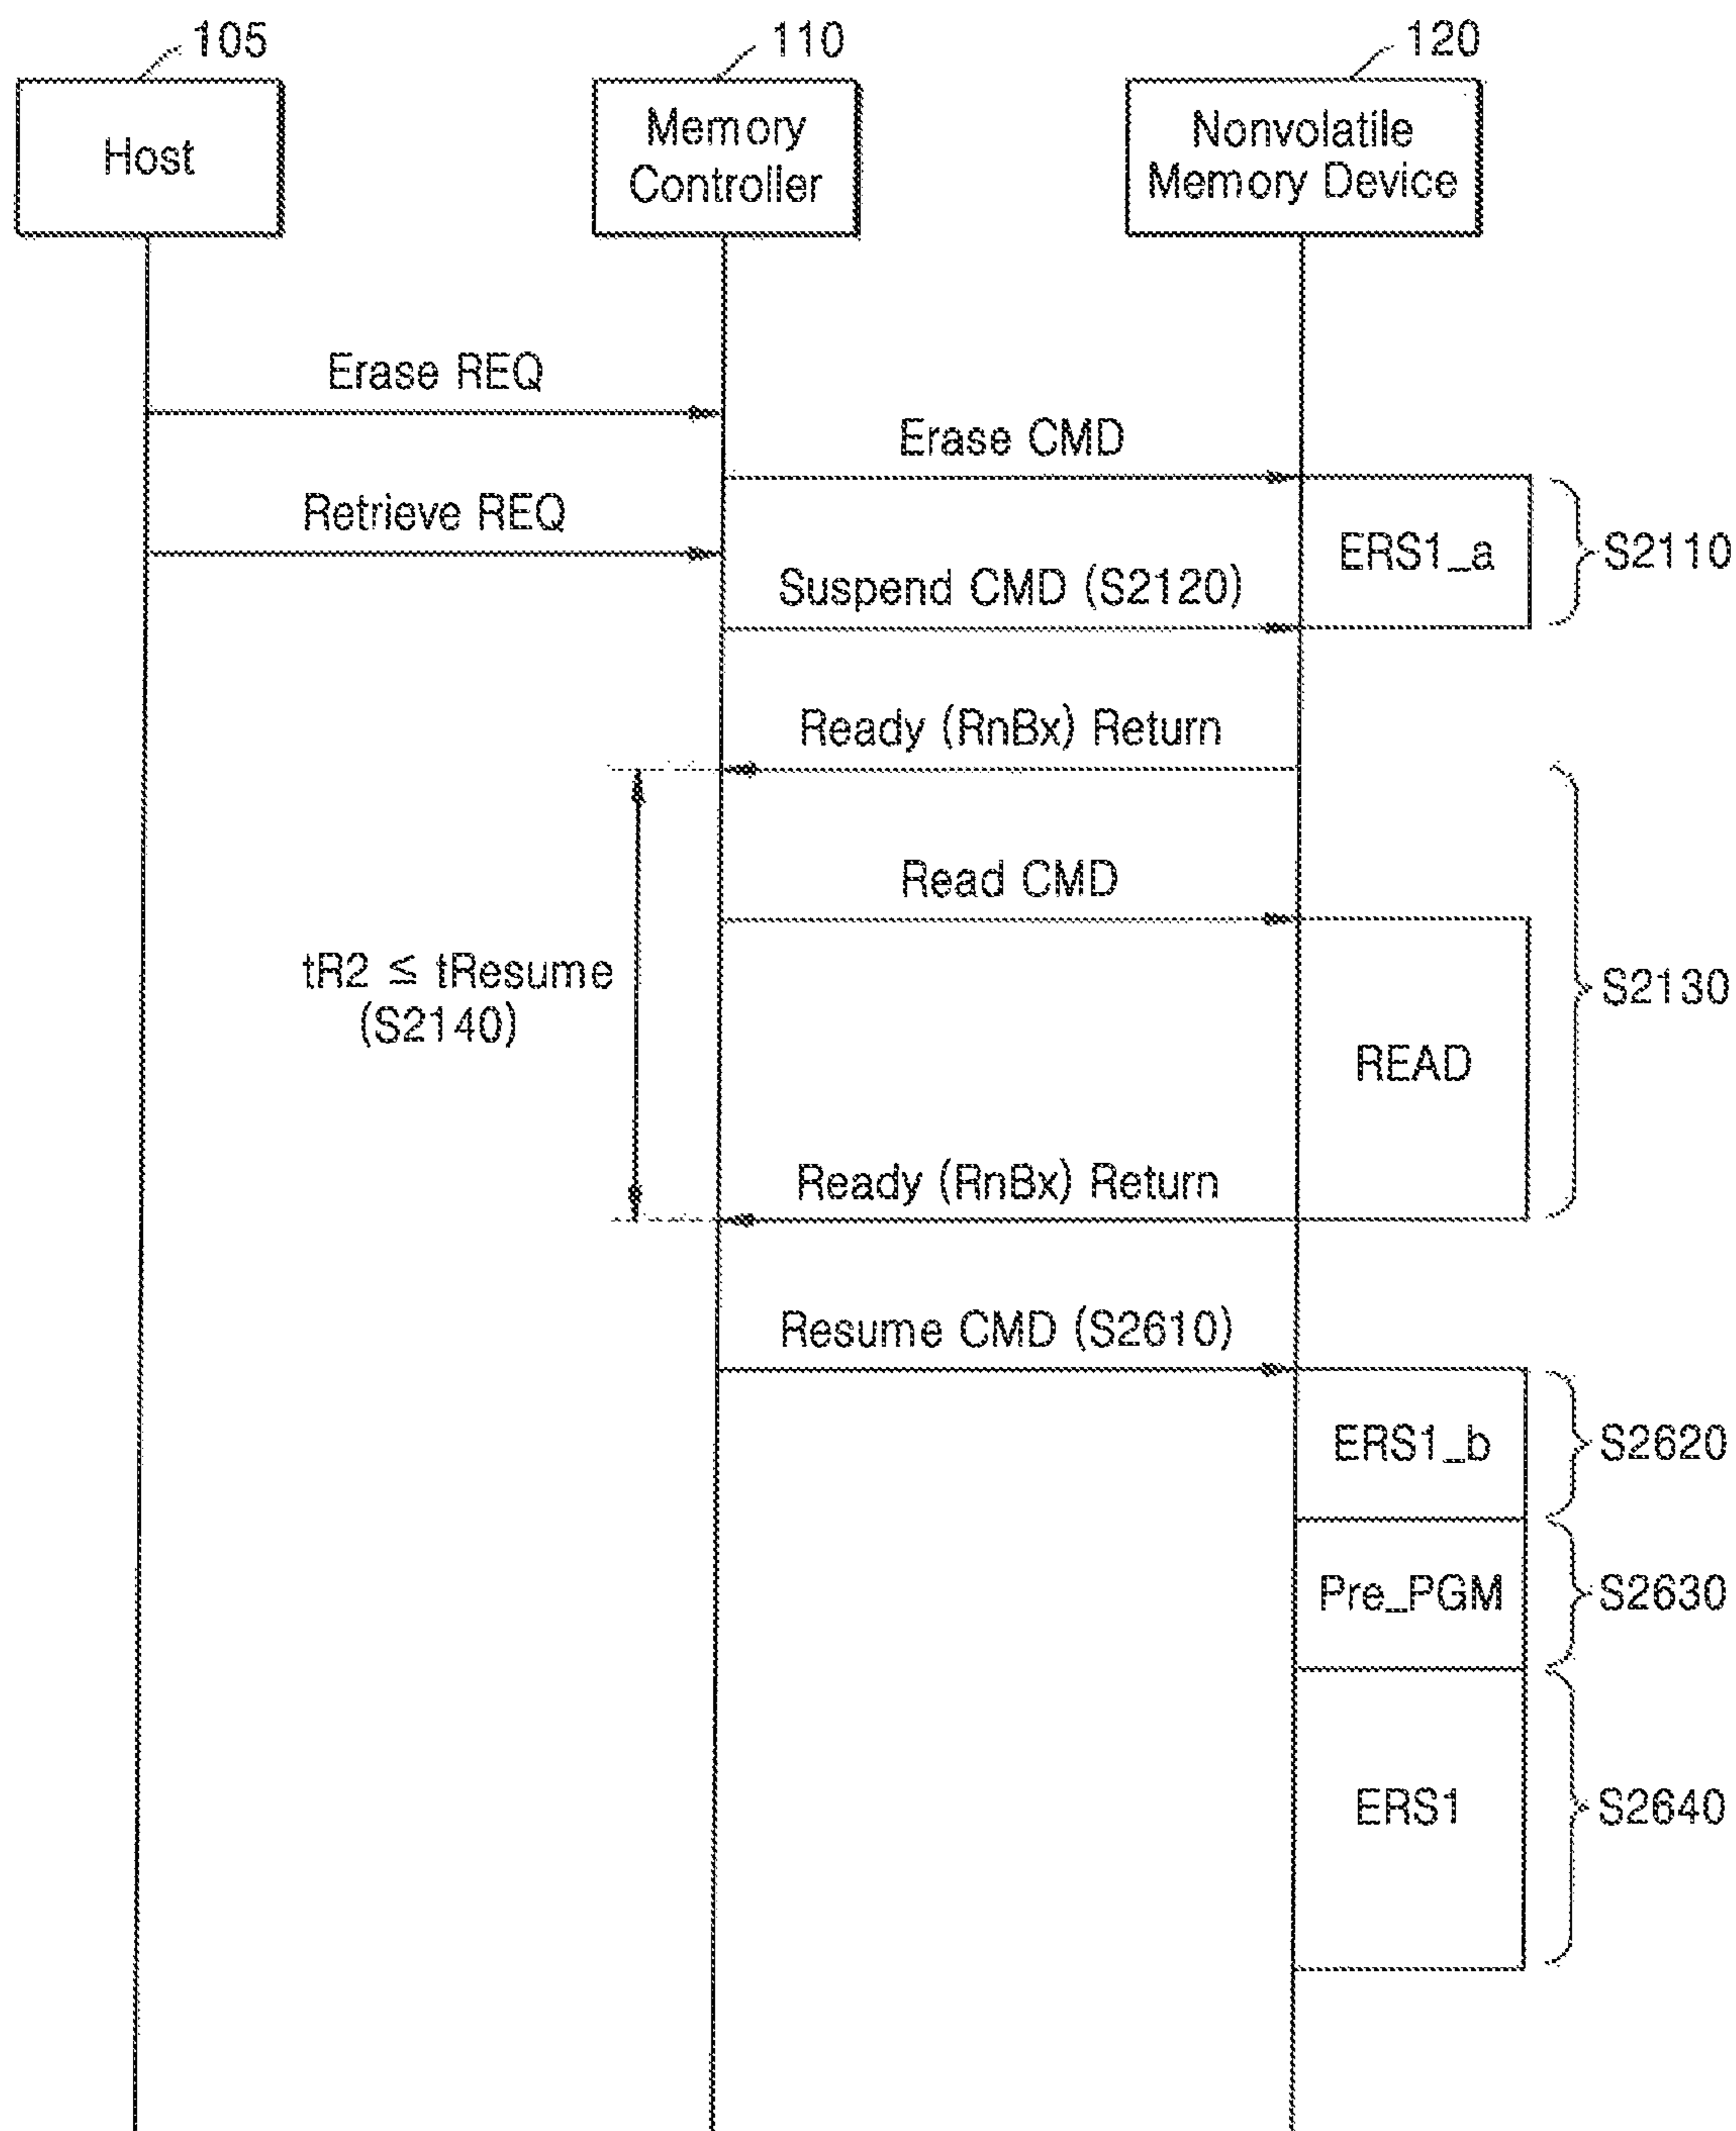 105
110
120
Host
Memory
Controller
Nonvolatile
Memory Device
Erase REQ
Erase CMD
Retrieve REQ
ERS1_a
S2110
Suspend CMD (S2120)
Ready (RnBx) Return
Read CMD
tR2 ≤ tResume
(S2140)
S2130
READ
Ready (RnBx) Return
Resume CMD (S2610)
ERS1_b
S2620
Pre_PGM
S2630
ERS1
S2640